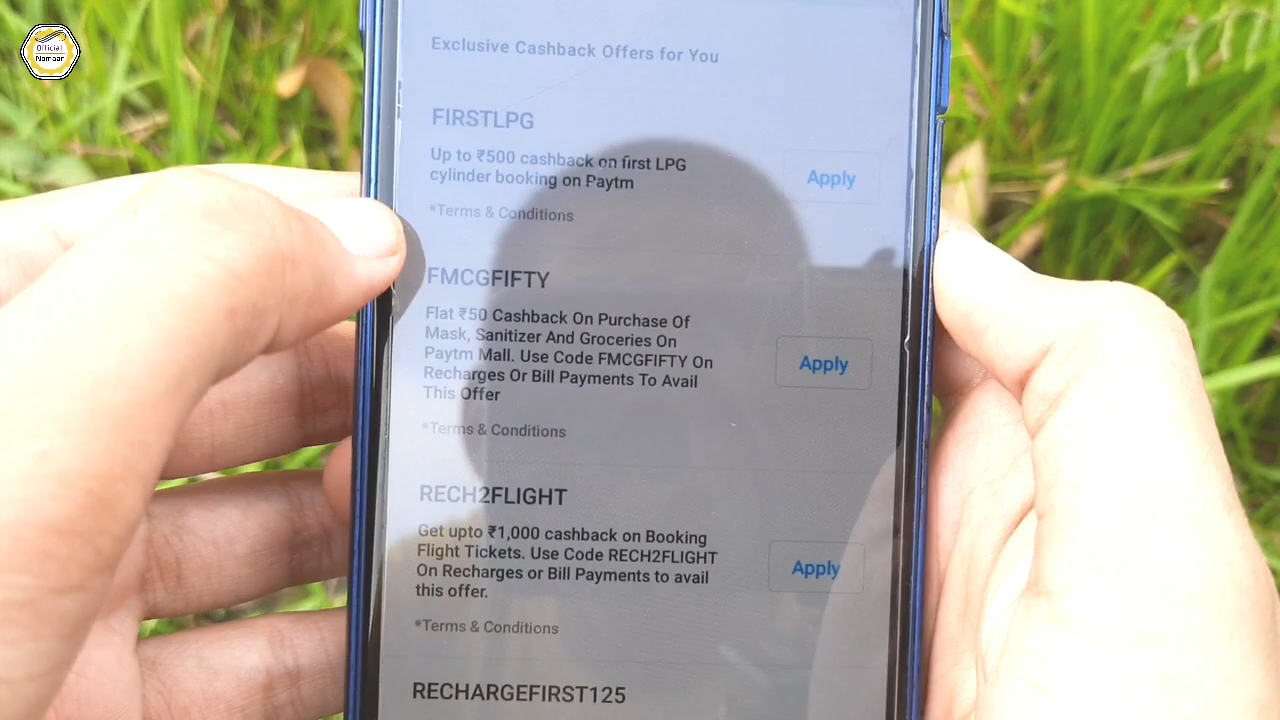 Official
Namaar
Exclusive Cashback Offers for You
FIRSTLPG
Up to ₹500 cashback on first LPG
cylinder booking on Paytm
Apply
*Terms & Conditions
FMCGFIFTY
Flat ₹50 Cashback On Purchase Of
Mask, Sanitizer And Groceries On
Paytm Mall. Use Code FMCGFIFTY On
Recharges Or Bill Payments To Avail
This Offer
Apply
*Terms & Conditions
RECH2FLIGHT
Get upto ₹1,000 cashback on Booking
Flight Tickets. Use Code RECH2FLIGHT
On Recharges or Bill Payments to avail
this offer.
Apply
*Terms & Conditions
RECHARGEFIRST125